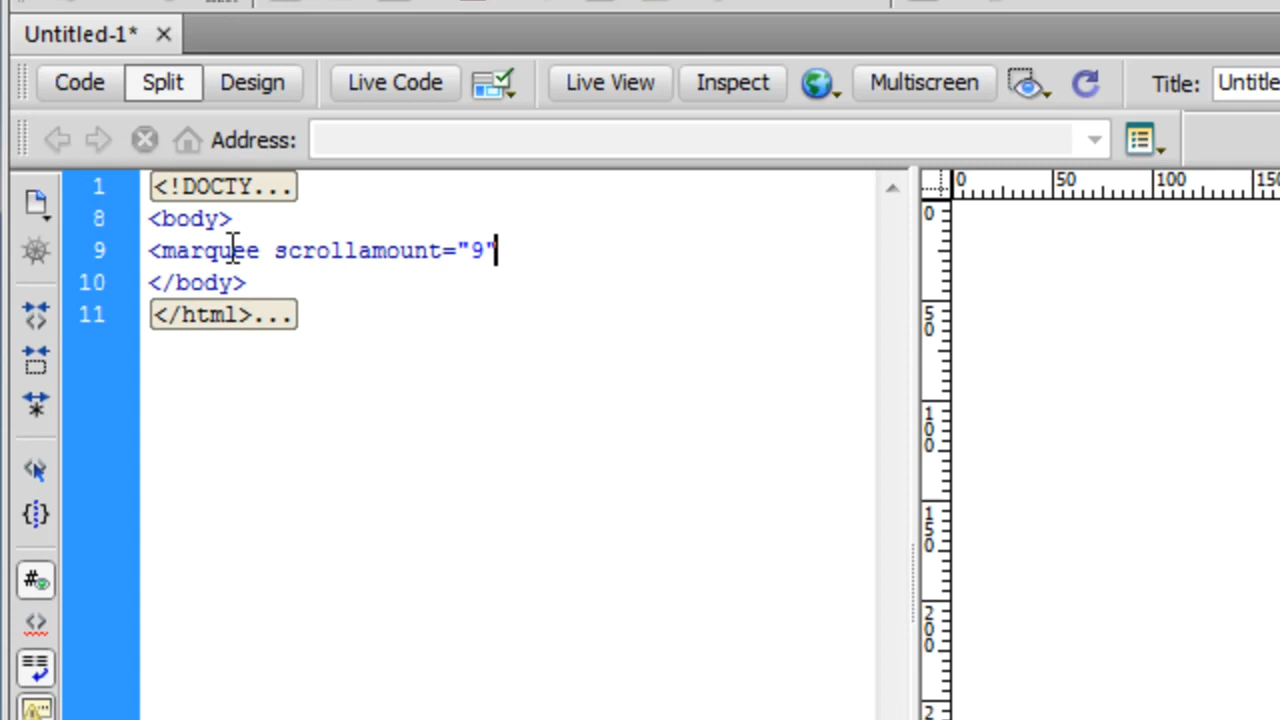 Untitled-1*
Code Split Design Live Code Live View Inspect Multiscreen Title: Untitle
Address:
1 <!DOCTY...
8 <body>
9 <marquee scrollamount="9"
10 </body>
11 </html>...
0 50 100 150
0
50
100
150
200
2